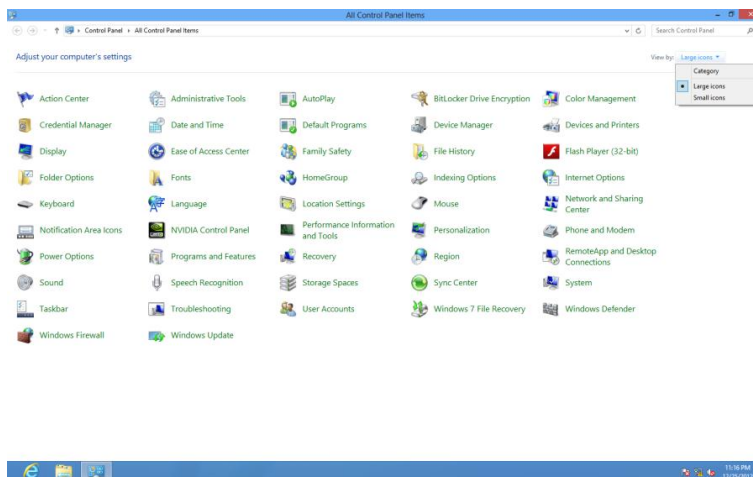 All Control Panel Items
Control Panel All Control Panel Items Search Control Panel
Adjust your computer's settings View by: Large icons
Category
Large icons
Small icons
Action Center Administrative Tools AutoPlay BitLocker Drive Encryption Color Management
Credential Manager Date and Time Default Programs Device Manager Devices and Printers
Display Ease of Access Center Family Safety File History Flash Player (32-bit)
Folder Options Fonts HomeGroup Indexing Options Internet Options
Keyboard Language Location Settings Mouse Network and Sharing Center
Notification Area Icons NVIDIA Control Panel Performance Information and Tools Personalization Phone and Modem
Power Options Programs and Features Recovery Region RemoteApp and Desktop Connections
Sound Speech Recognition Storage Spaces Sync Center System
Taskbar Troubleshooting User Accounts Windows 7 File Recovery Windows Defender
Windows Firewall Windows Update
11:16 PM